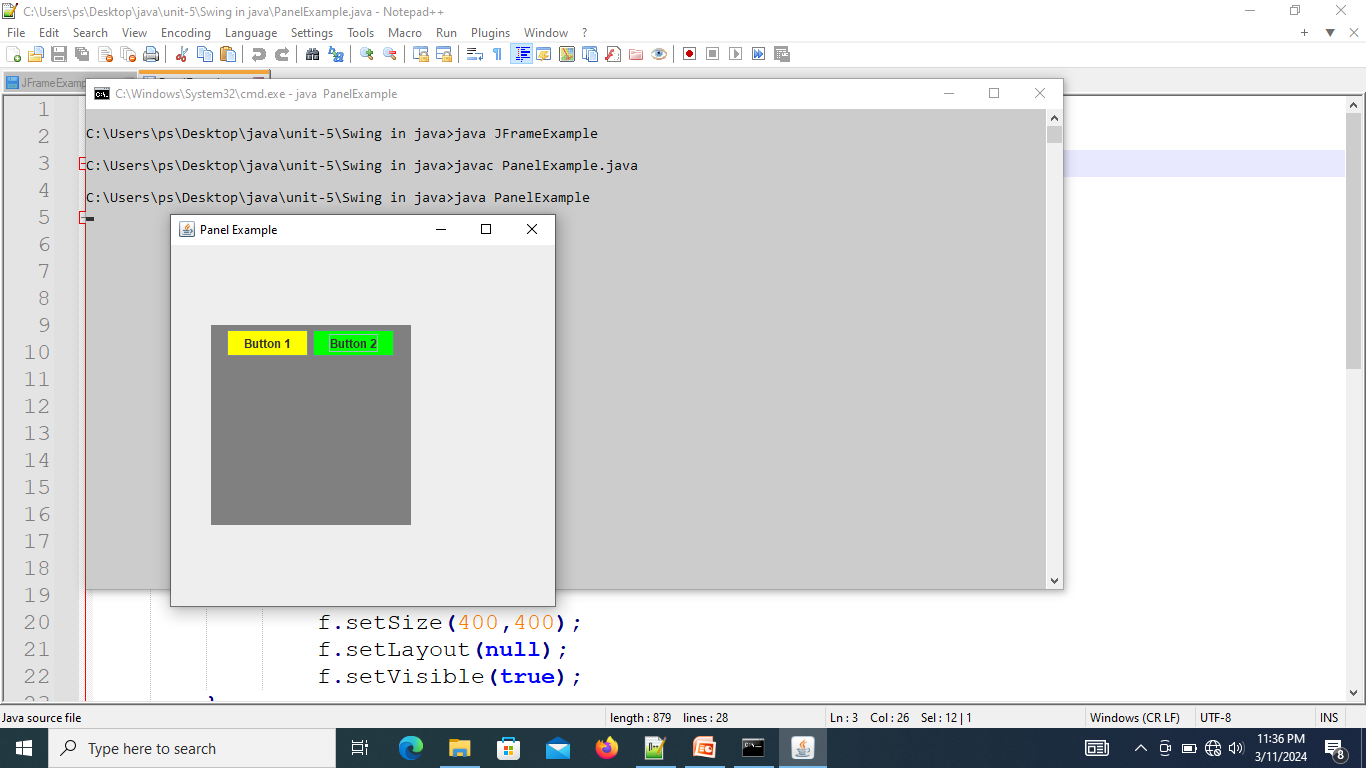 C:\Users\ps\Desktop\java\unit-5\Swing in java\PanelExample.java - Notepad++
File Edit Search View Encoding Language Settings Tools Macro Run Plugins Window ?
JFrameExamp
C:\Windows\System32\cmd.exe - java PanelExample
C:\Users\ps\Desktop\java\unit-5\Swing in java>java JFrameExample
C:\Users\ps\Desktop\java\unit-5\Swing in java>javac PanelExample.java
C:\Users\ps\Desktop\java\unit-5\Swing in java>java PanelExample
Panel Example
Button 1 Button 2
1
2
3
4
5
6
7
8
9
10
11
12
13
14
15
16
17
18
19
20 f.setSize(400,400);
21 f.setLayout(null);
22 f.setVisible(true);
Java source file length : 879 lines : 28 Ln : 3 Col : 26 Sel : 12 | 1 Windows (CR LF) UTF-8 INS
Type here to search
11:36 PM
3/11/2024
8